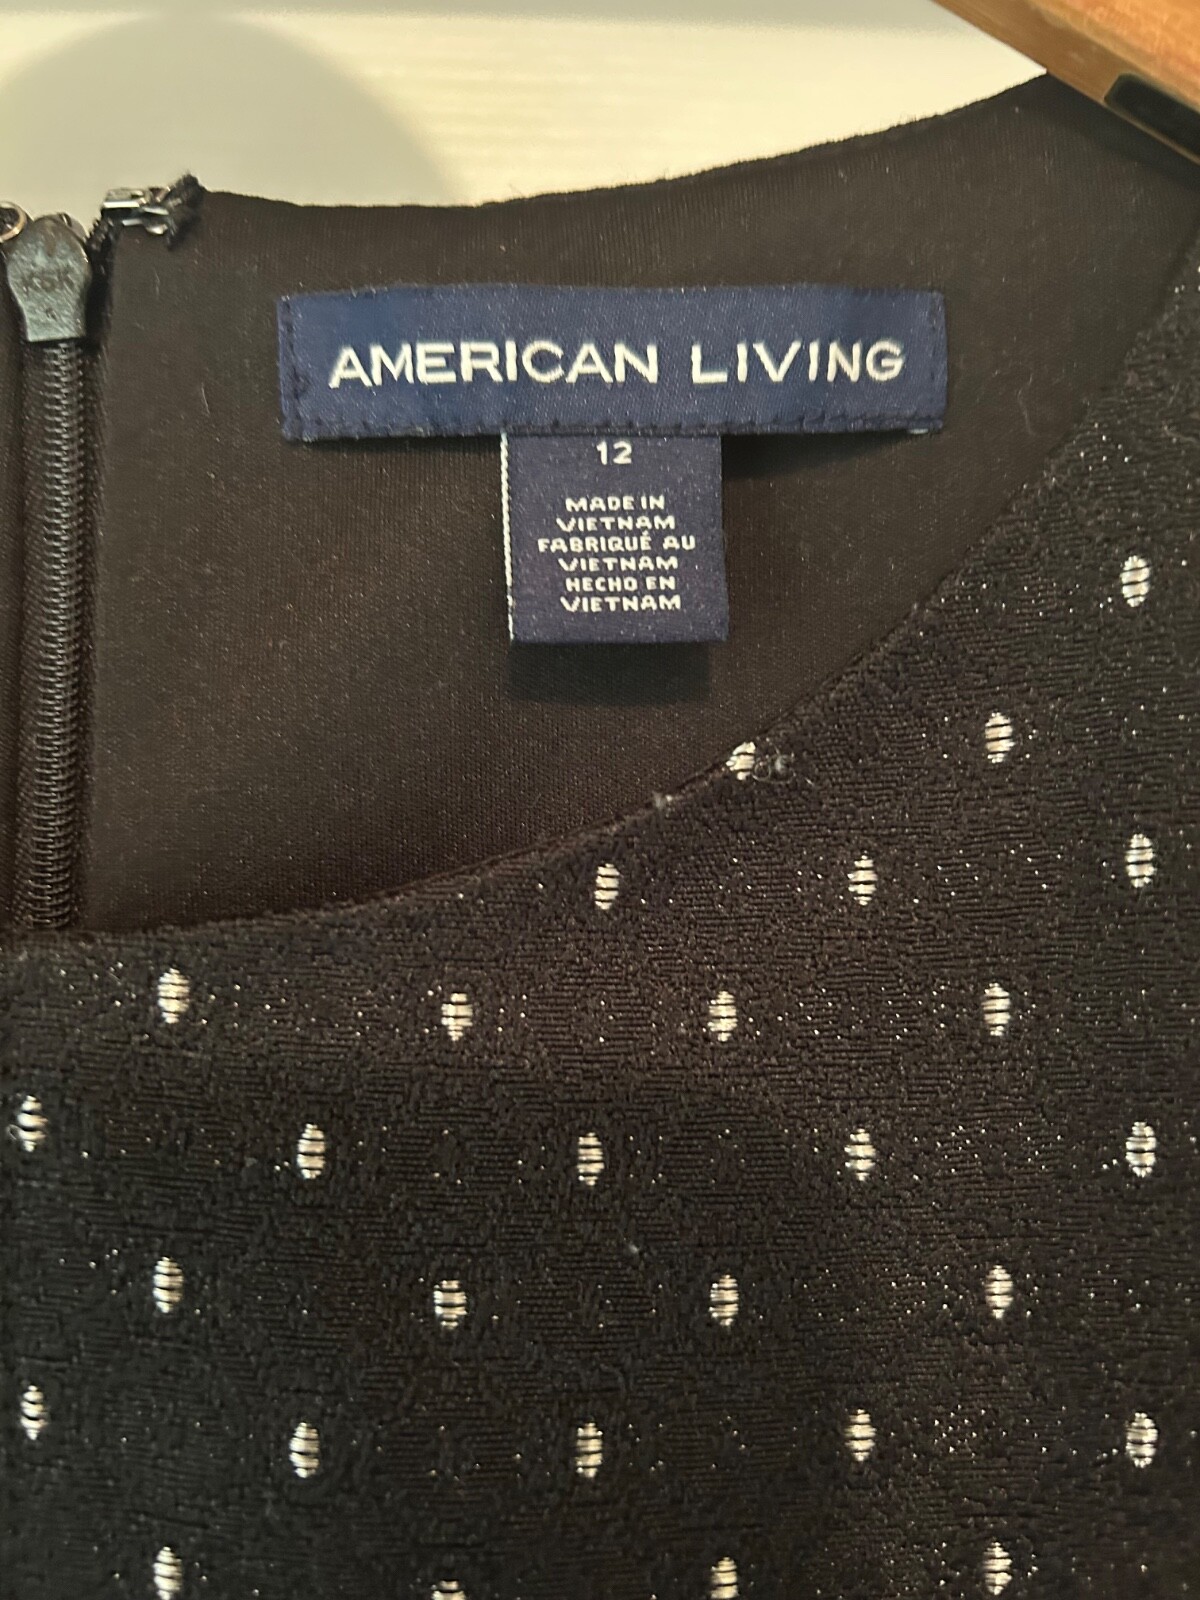 AMERICAN LIVING
12
MADE IN
VIETNAM
FABRIQUÉ AU
VIETNAM
HECHO EN
VIETNAM